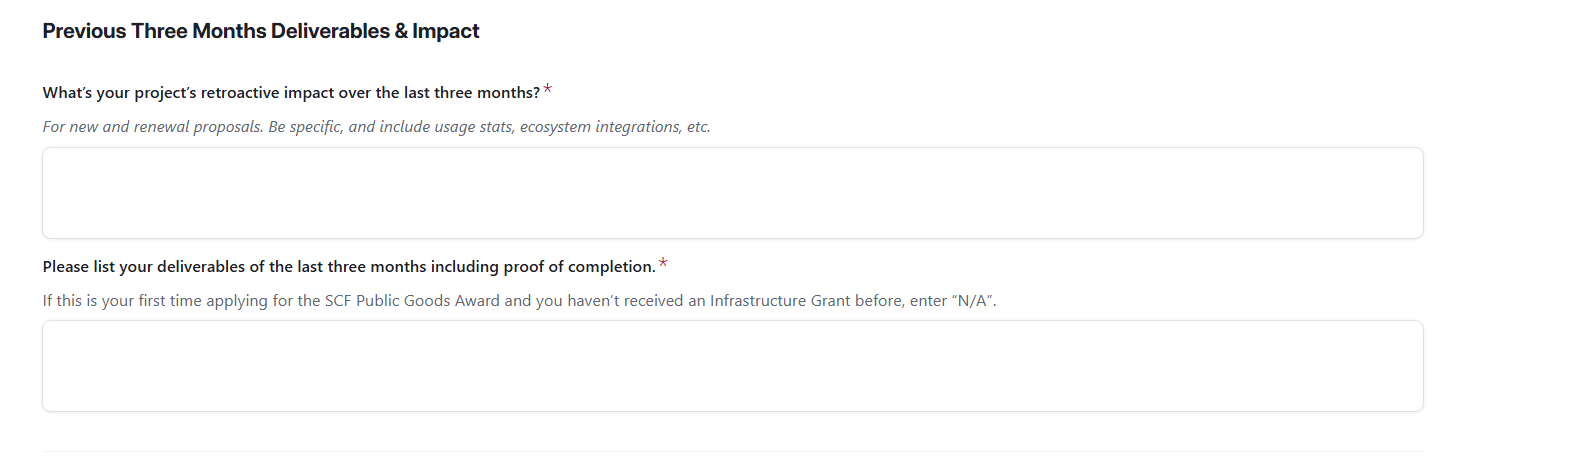 Previous Three Months Deliverables & Impact
What's your project's retroactive impact over the last three months?*
For new and renewal proposals. Be specific, and include usage stats, ecosystem integrations, etc.
Please list your deliverables of the last three months including proof of completion.*
If this is your first time applying for the SCF Public Goods Award and you haven't received an Infrastructure Grant before, enter “N/A”.